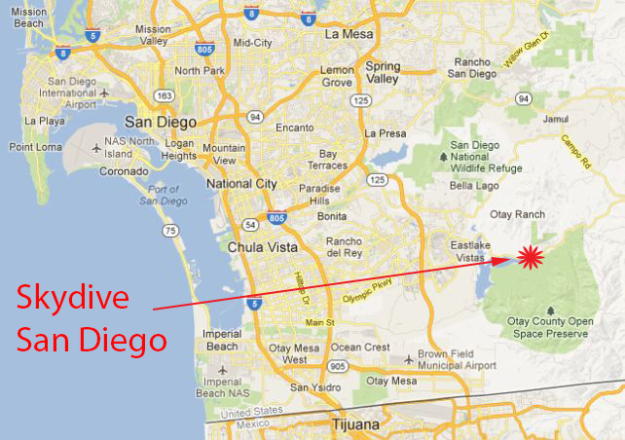 Mission
Beach
8
5
Mission
Valley
8
8
La Mesa
805
Mid-City
North Park
Lemon
Grove
Spring
Valley
Rancho
San Diego
Willow Glen Dr
San Diego
International
Airport
163
94
125
94
Jamul
La Playa
San Diego
Encanto
La Presa
Campo Rd
Point Loma
NAS North
Island
Logan
Heights
Mountain
View
Bay
Terraces
San Diego
National
Wildlife Refuge
Coronado
National City
Paradise
Hills
125
Bella Lago
Port of
San Diego
805
54
Bonita
Otay Ranch
75
Chula Vista
Rancho
del Rey
Eastlake
Vistas
Hilltop Dr
Olympic Pkwy
Skydive
San Diego
5
Main St
Otay County Open
Space Preserve
Imperial
Beach
Otay Mesa
West
Ocean Crest
905
Brown Field
Municipal Airport
Imperial
Beach NAS
San Ysidro
Otay Mesa
United States
Mexico
Tijuana